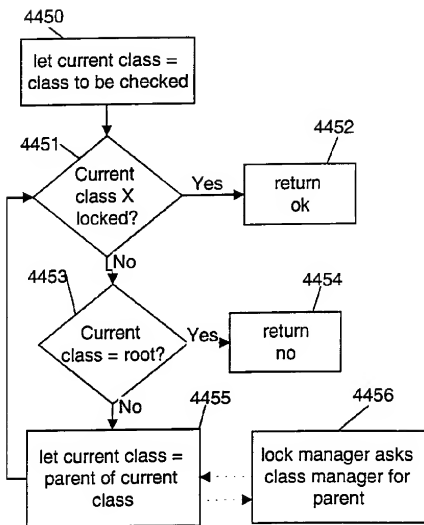 4450
let current class =
class to be checked
4451
Current
class X
locked?
Yes
4452
return
ok
No
4453
Current
class = root?
Yes
4454
return
no
No
4455
let current class =
parent of current
class
4456
lock manager asks
class manager for
parent